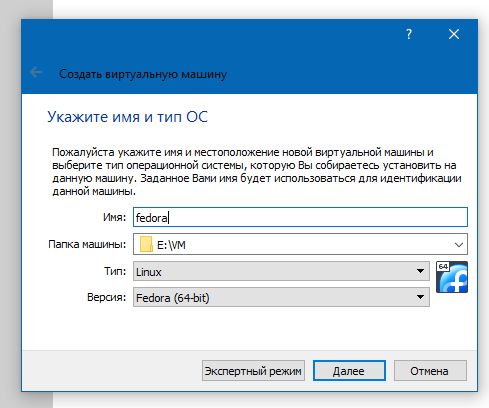 ?
Создать виртуальную машину
Укажите имя и тип ОС
Пожалуйста укажите имя и местоположение новой виртуальной машины и
выберите тип операционной системы, которую Вы собираетесь установить на
данную машину. Заданное Вами имя будет использоваться для идентификации
данной машины.
Имя: fedora
Папка машины: E:\VM
Тип: Linux 64
Версия: Fedora (64-bit)
Экспертный режим Далее Отмена